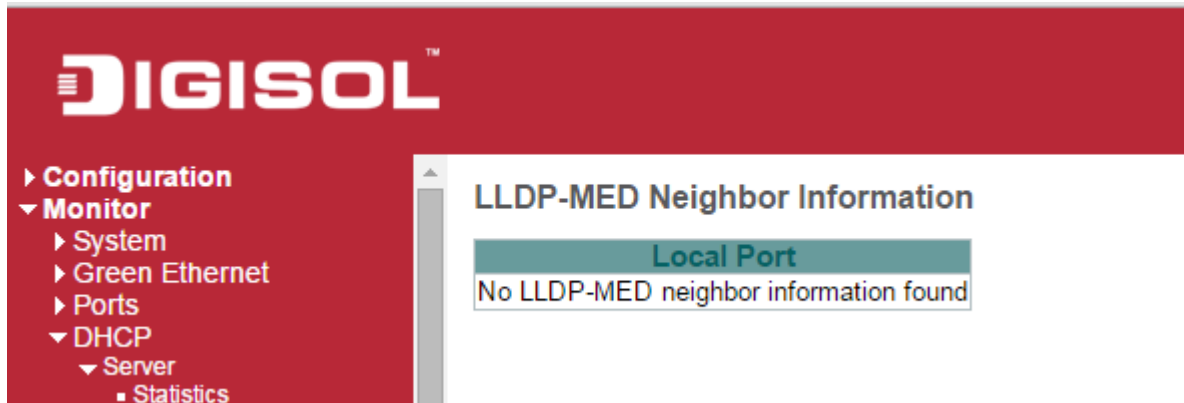 DIGISOL™
Configuration
Monitor
System
Green Ethernet
Ports
DHCP
Server
Statistics
LLDP-MED Neighbor Information
Local Port
No LLDP-MED neighbor information found